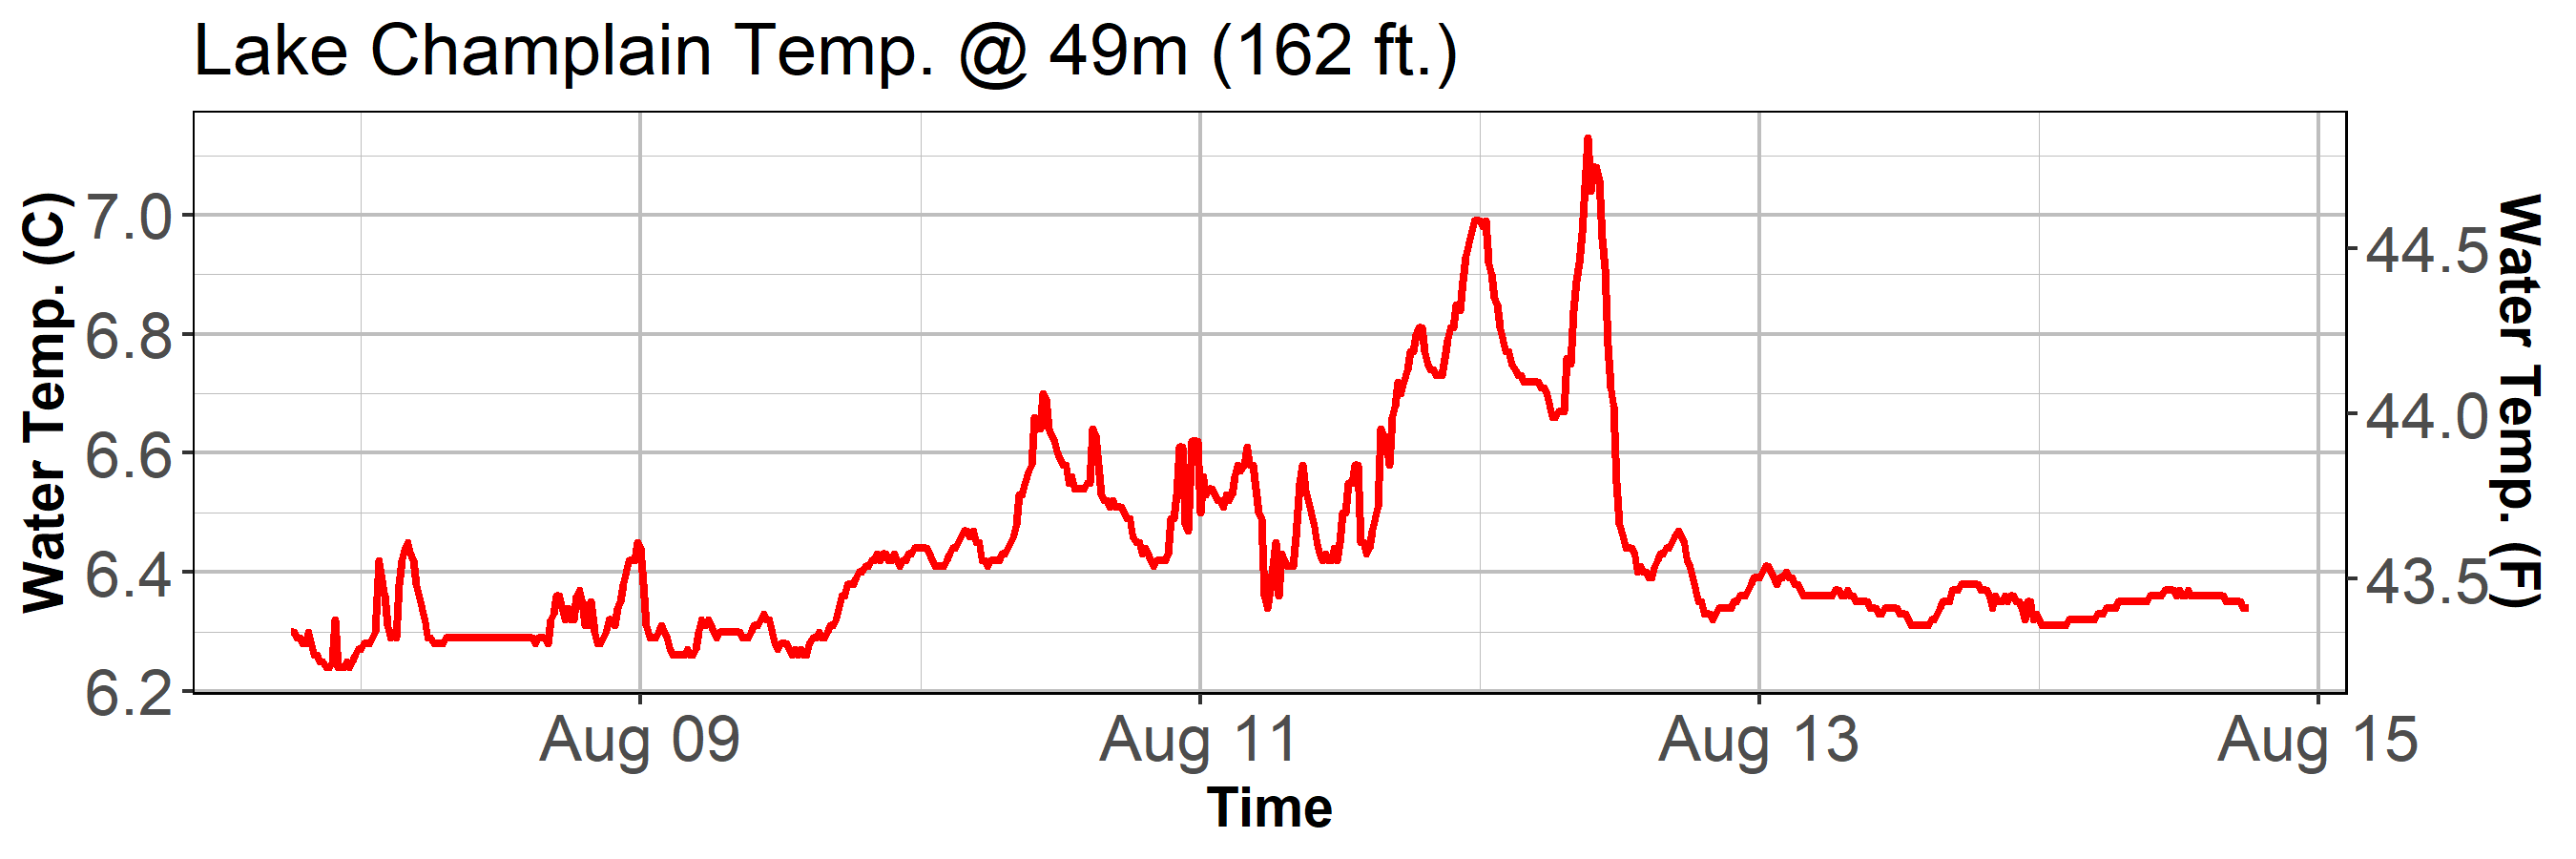 Lake Champlain Temp. @ 49m (162 ft.)
Water Temp. (C)
7.0
6.8
6.6
6.4
6.2
44.5
44.0
43.5
Water Temp. (F)
Aug 09
Aug 11
Aug 13
Aug 15
Time